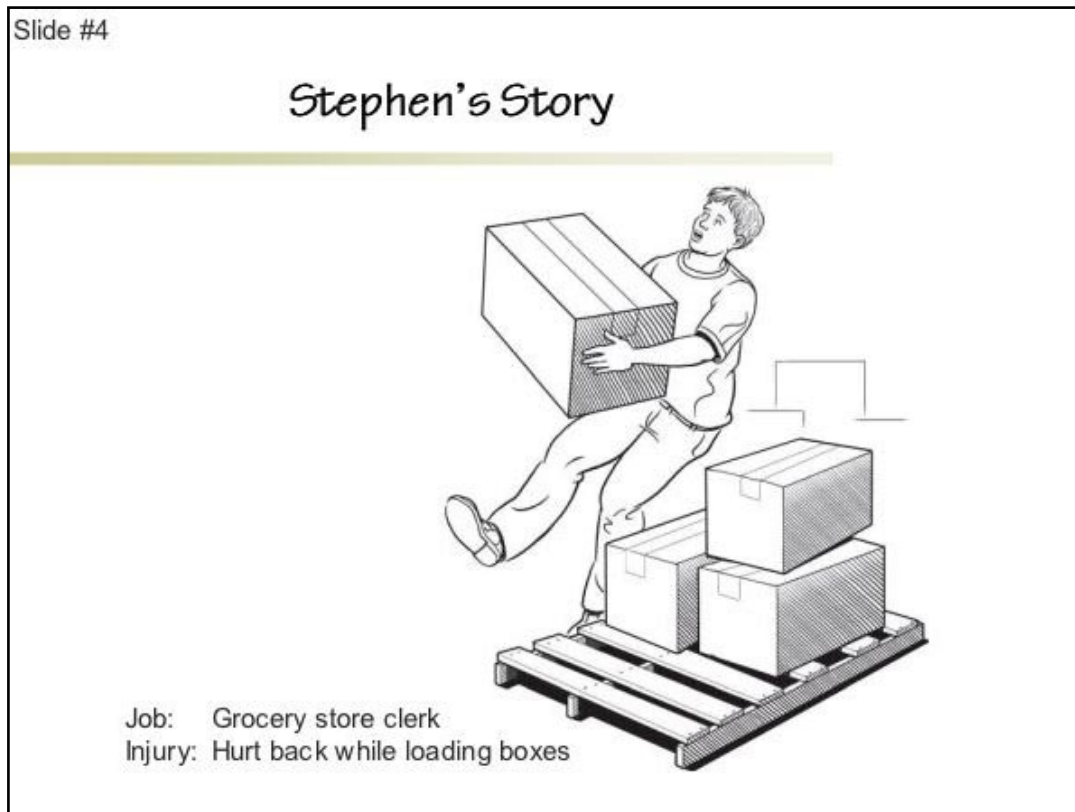 Slide #4
Stephen's Story
Job: Grocery store clerk
Injury: Hurt back while loading boxes